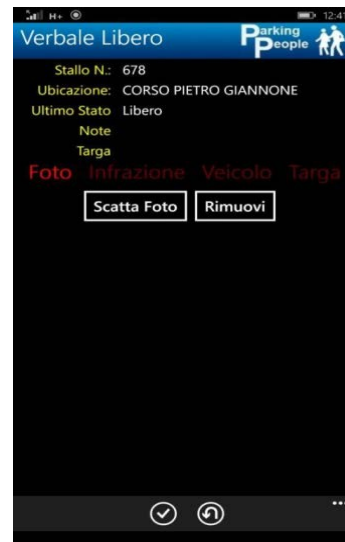 H+ 12:41
Verbale Libero Parking People
Stallo N.: 678
Ubicazione: CORSO PIETRO GIANNONE
Ultimo Stato Libero
Note
Targa
Foto Infrazione Veicolo Targa
Scatta Foto Rimuovi